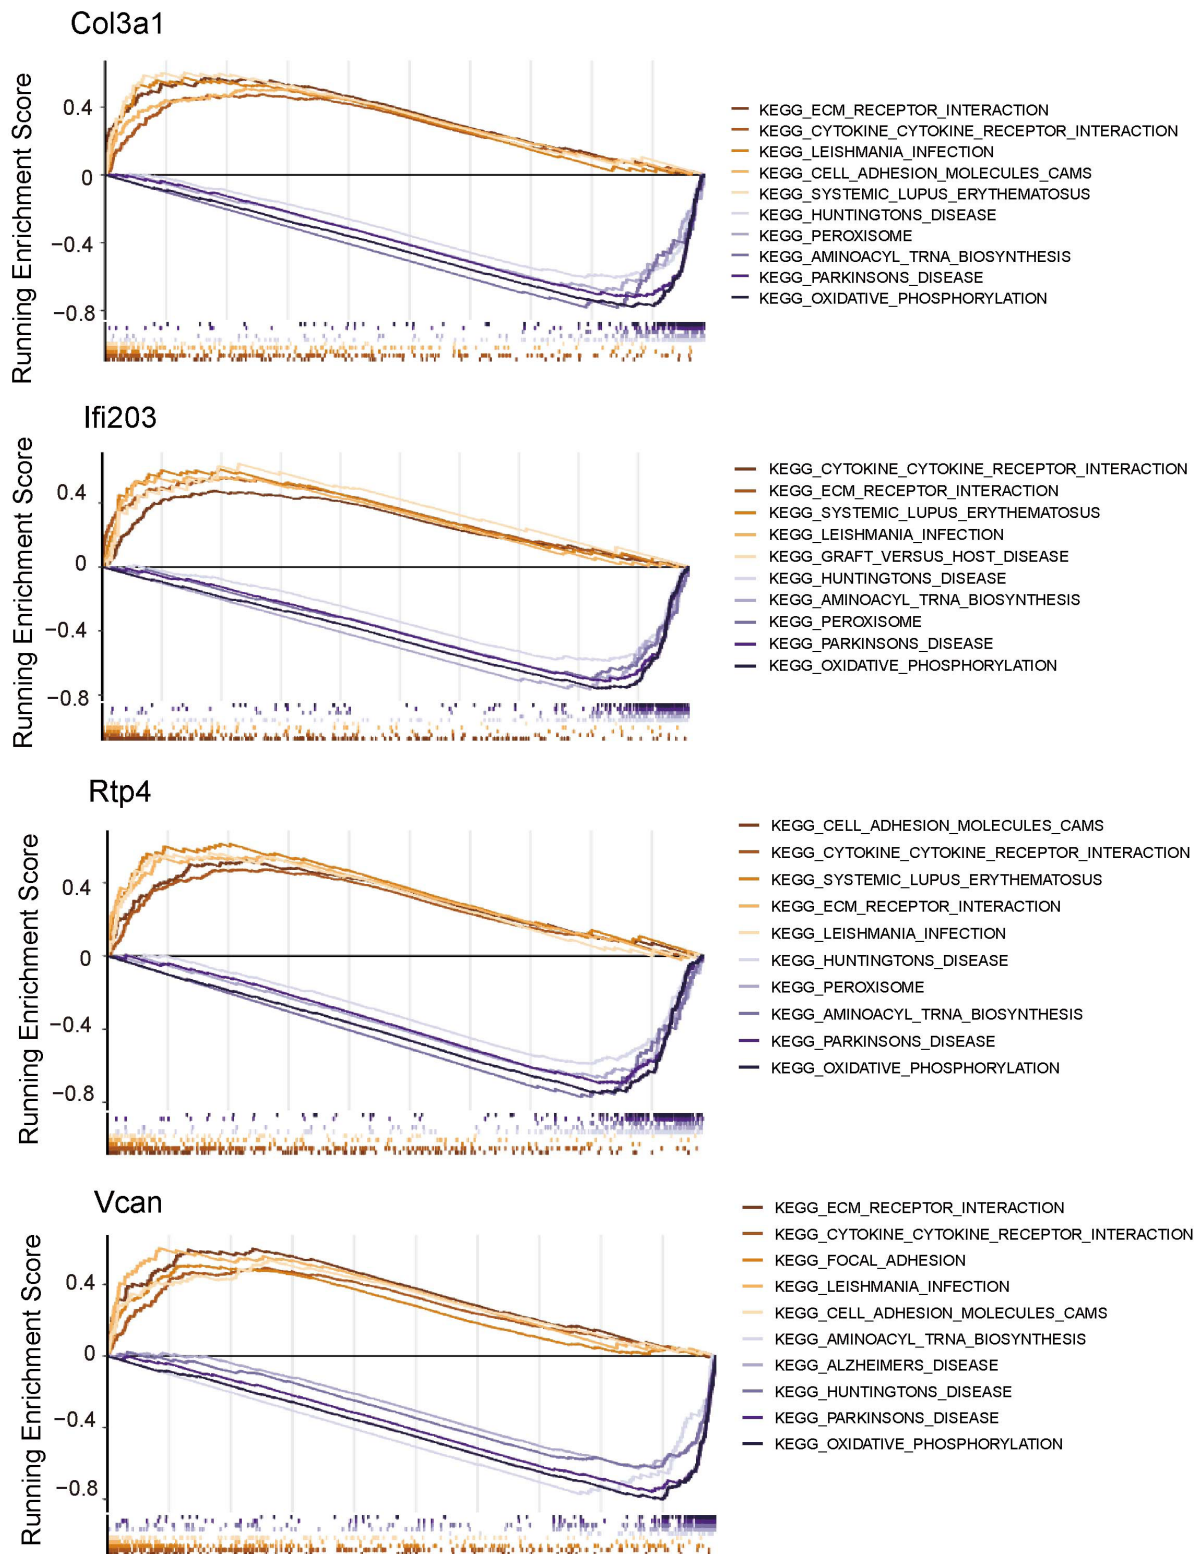 Col3a1
Running Enrichment Score
0.4
0
−0.4
−0.8
KEGG_ECM_RECEPTOR_INTERACTION
KEGG_CYTOKINE_CYTOKINE_RECEPTOR_INTERACTION
KEGG_LEISHMANIA_INFECTION
KEGG_CELL_ADHESION_MOLECULES_CAMS
KEGG_SYSTEMIC_LUPUS_ERYTHEMATOSUS
KEGG_HUNTINGTONS_DISEASE
KEGG_PEROXISOME
KEGG_AMINOACYL_TRNA_BIOSYNTHESIS
KEGG_PARKINSONS_DISEASE
KEGG_OXIDATIVE_PHOSPHORYLATION
Ifi203
Running Enrichment Score
0.4
0
−0.4
−0.8
KEGG_CYTOKINE_CYTOKINE_RECEPTOR_INTERACTION
KEGG_ECM_RECEPTOR_INTERACTION
KEGG_SYSTEMIC_LUPUS_ERYTHEMATOSUS
KEGG_LEISHMANIA_INFECTION
KEGG_GRAFT_VERSUS_HOST_DISEASE
KEGG_HUNTINGTONS_DISEASE
KEGG_AMINOACYL_TRNA_BIOSYNTHESIS
KEGG_PEROXISOME
KEGG_PARKINSONS_DISEASE
KEGG_OXIDATIVE_PHOSPHORYLATION
Rtp4
Running Enrichment Score
0.4
0
−0.4
−0.8
KEGG_CELL_ADHESION_MOLECULES_CAMS
KEGG_CYTOKINE_CYTOKINE_RECEPTOR_INTERACTION
KEGG_SYSTEMIC_LUPUS_ERYTHEMATOSUS
KEGG_ECM_RECEPTOR_INTERACTION
KEGG_LEISHMANIA_INFECTION
KEGG_HUNTINGTONS_DISEASE
KEGG_PEROXISOME
KEGG_AMINOACYL_TRNA_BIOSYNTHESIS
KEGG_PARKINSONS_DISEASE
KEGG_OXIDATIVE_PHOSPHORYLATION
Vcan
Running Enrichment Score
0.4
0
−0.4
−0.8
KEGG_ECM_RECEPTOR_INTERACTION
KEGG_CYTOKINE_CYTOKINE_RECEPTOR_INTERACTION
KEGG_FOCAL_ADHESION
KEGG_LEISHMANIA_INFECTION
KEGG_CELL_ADHESION_MOLECULES_CAMS
KEGG_AMINOACYL_TRNA_BIOSYNTHESIS
KEGG_ALZHEIMERS_DISEASE
KEGG_HUNTINGTONS_DISEASE
KEGG_PARKINSONS_DISEASE
KEGG_OXIDATIVE_PHOSPHORYLATION